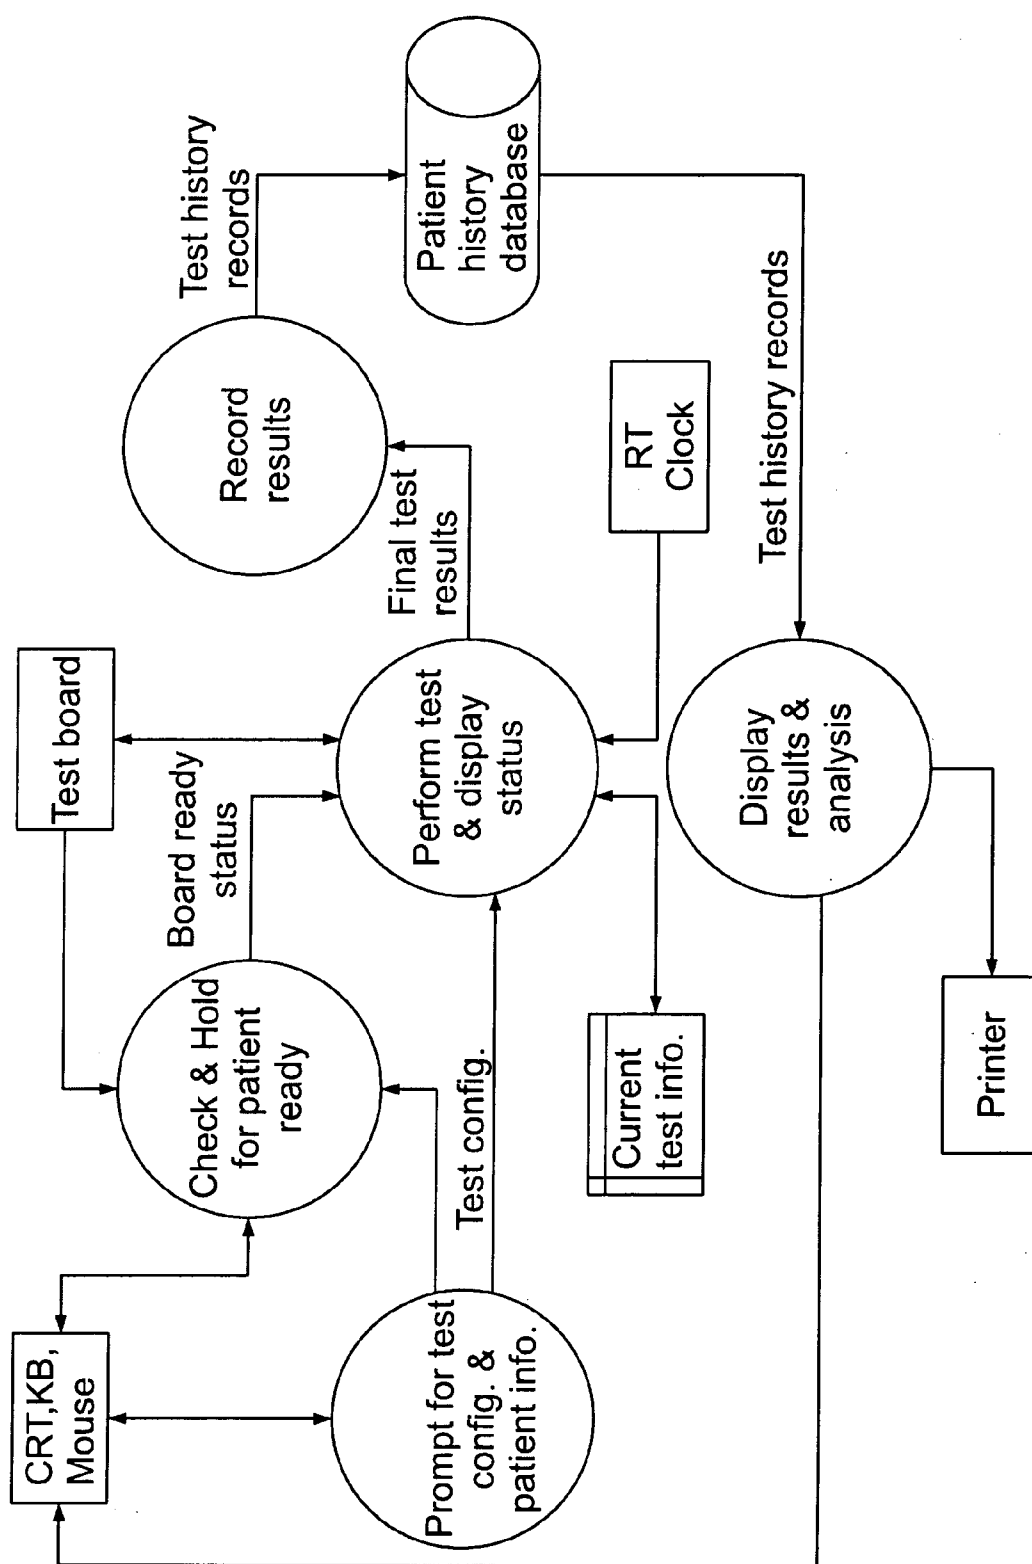 CRT,KB,
Mouse
Test board
Check & Hold
for patient
ready
Board ready
status
Test history
records
Record
results
Prompt for test
config. &
patient info.
Test config.
Perform test
& display
status
Final test
results
Patient
history
database
Current
test info.
RT
Clock
Display
results &
analysis
Test history records
Printer